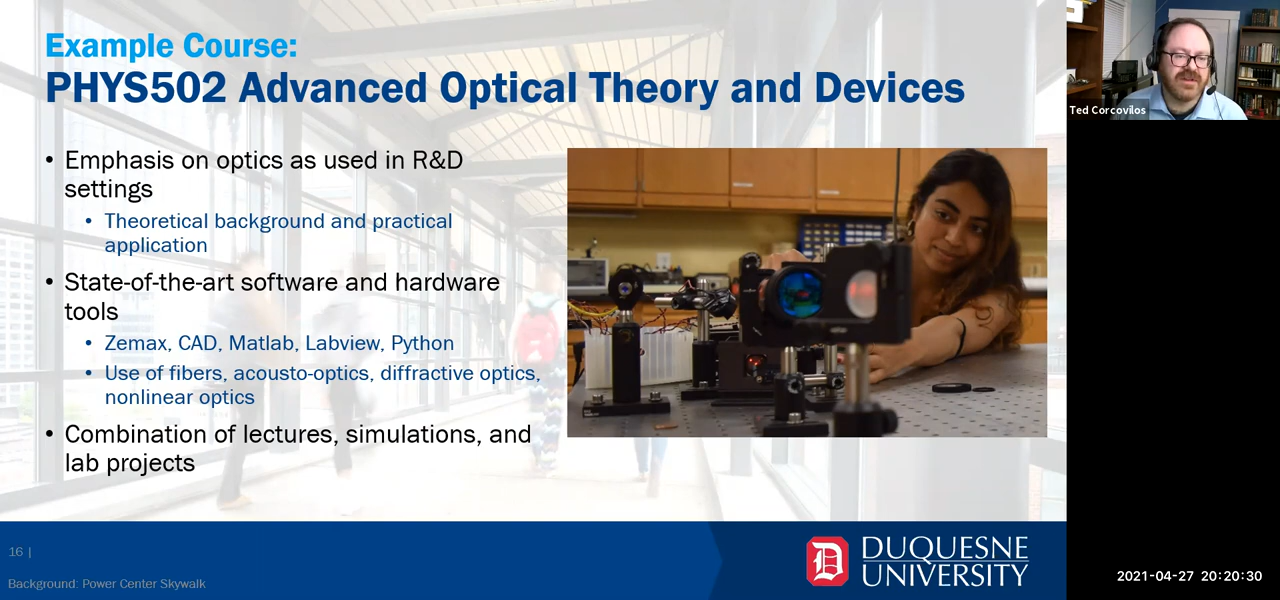 Example Course:
PHYS502 Advanced Optical Theory and Devices
• Emphasis on optics as used in R&D
settings
• Theoretical background and practical
application
• State-of-the-art software and hardware
tools
• Zemax, CAD, Matlab, Labview, Python
• Use of fibers, acousto-optics, diffractive optics,
nonlinear optics
• Combination of lectures, simulations, and
lab projects
16 |
Background: Power Center Skywalk
D
DUQUESNE
UNIVERSITY
Ted Corcovilos
2021-04-27 20:20:30